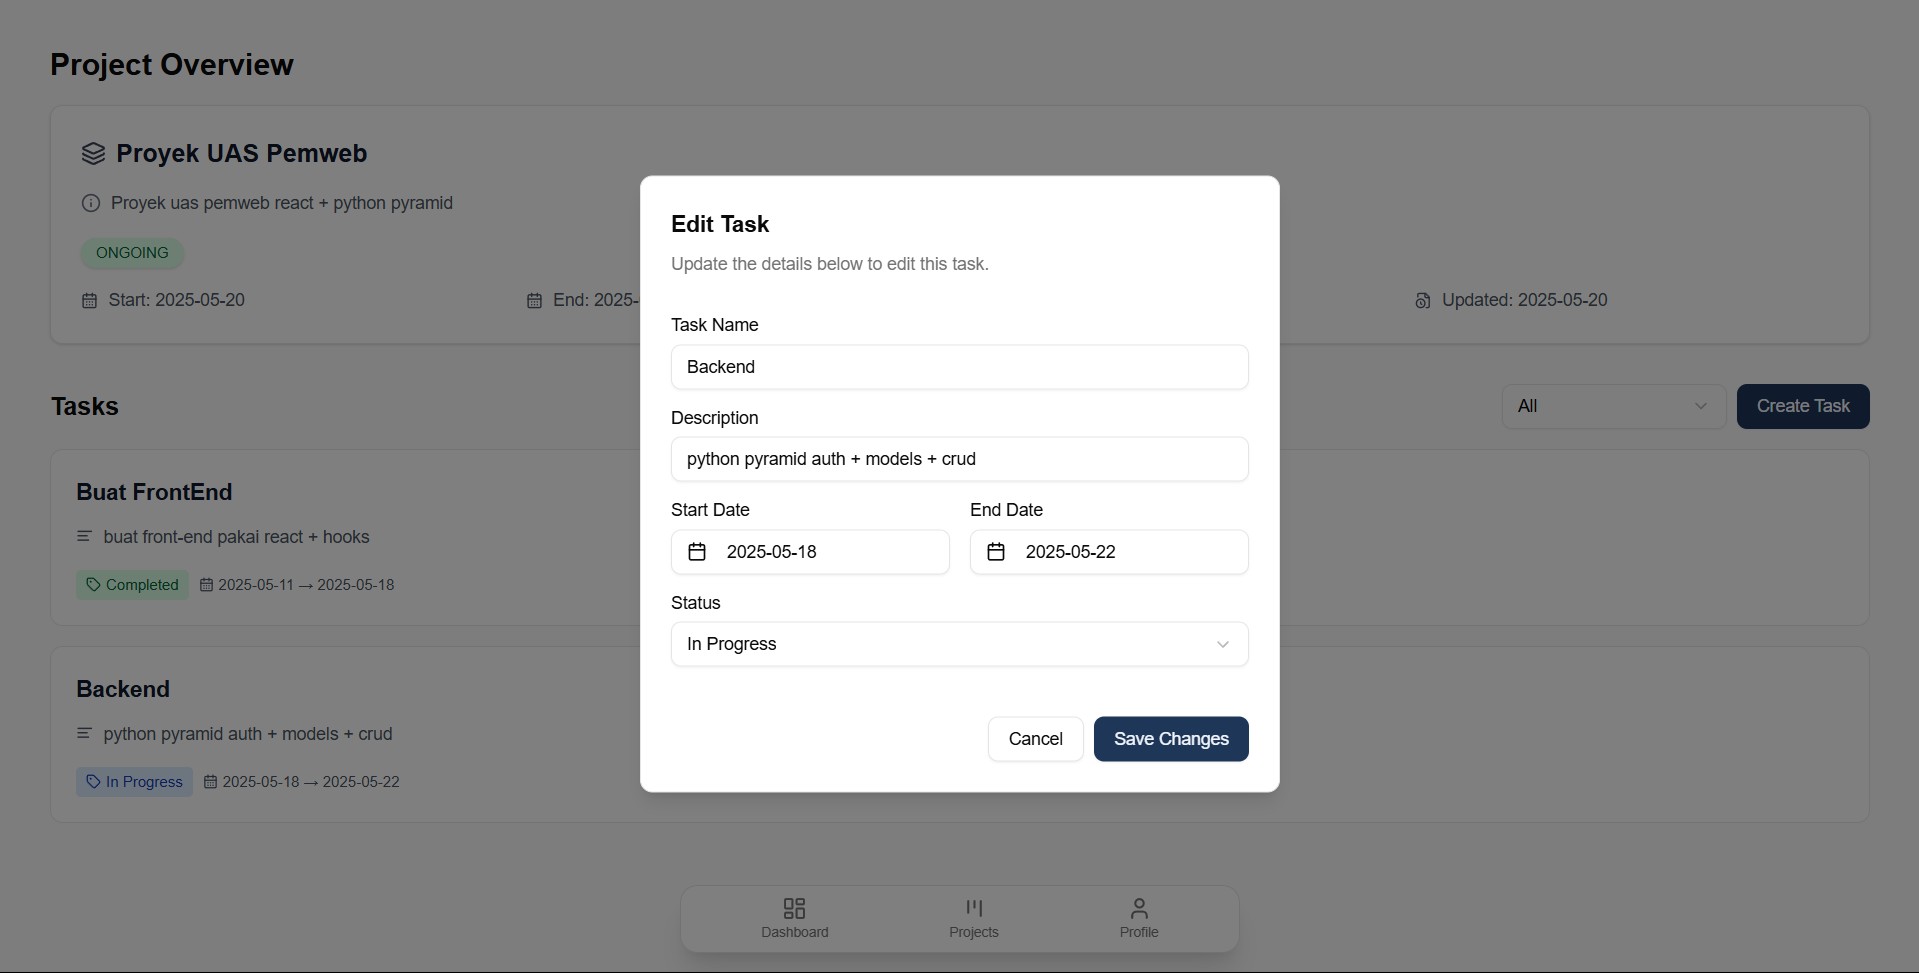 Project Overview
Proyek UAS Pemweb
Proyek uas pemweb react + python pyramid
ONGOING
Start: 2025-05-20
End: 2025-
Updated: 2025-05-20
Tasks
All
Create Task
Buat FrontEnd
buat front-end pakai react + hooks
Completed 2025-05-11 → 2025-05-18
Backend
python pyramid auth + models + crud
In Progress 2025-05-18 → 2025-05-22
Edit Task
Update the details below to edit this task.
Task Name
Backend
Description
python pyramid auth + models + crud
Start Date
End Date
2025-05-18
2025-05-22
Status
In Progress
Cancel
Save Changes
Dashboard
Projects
Profile